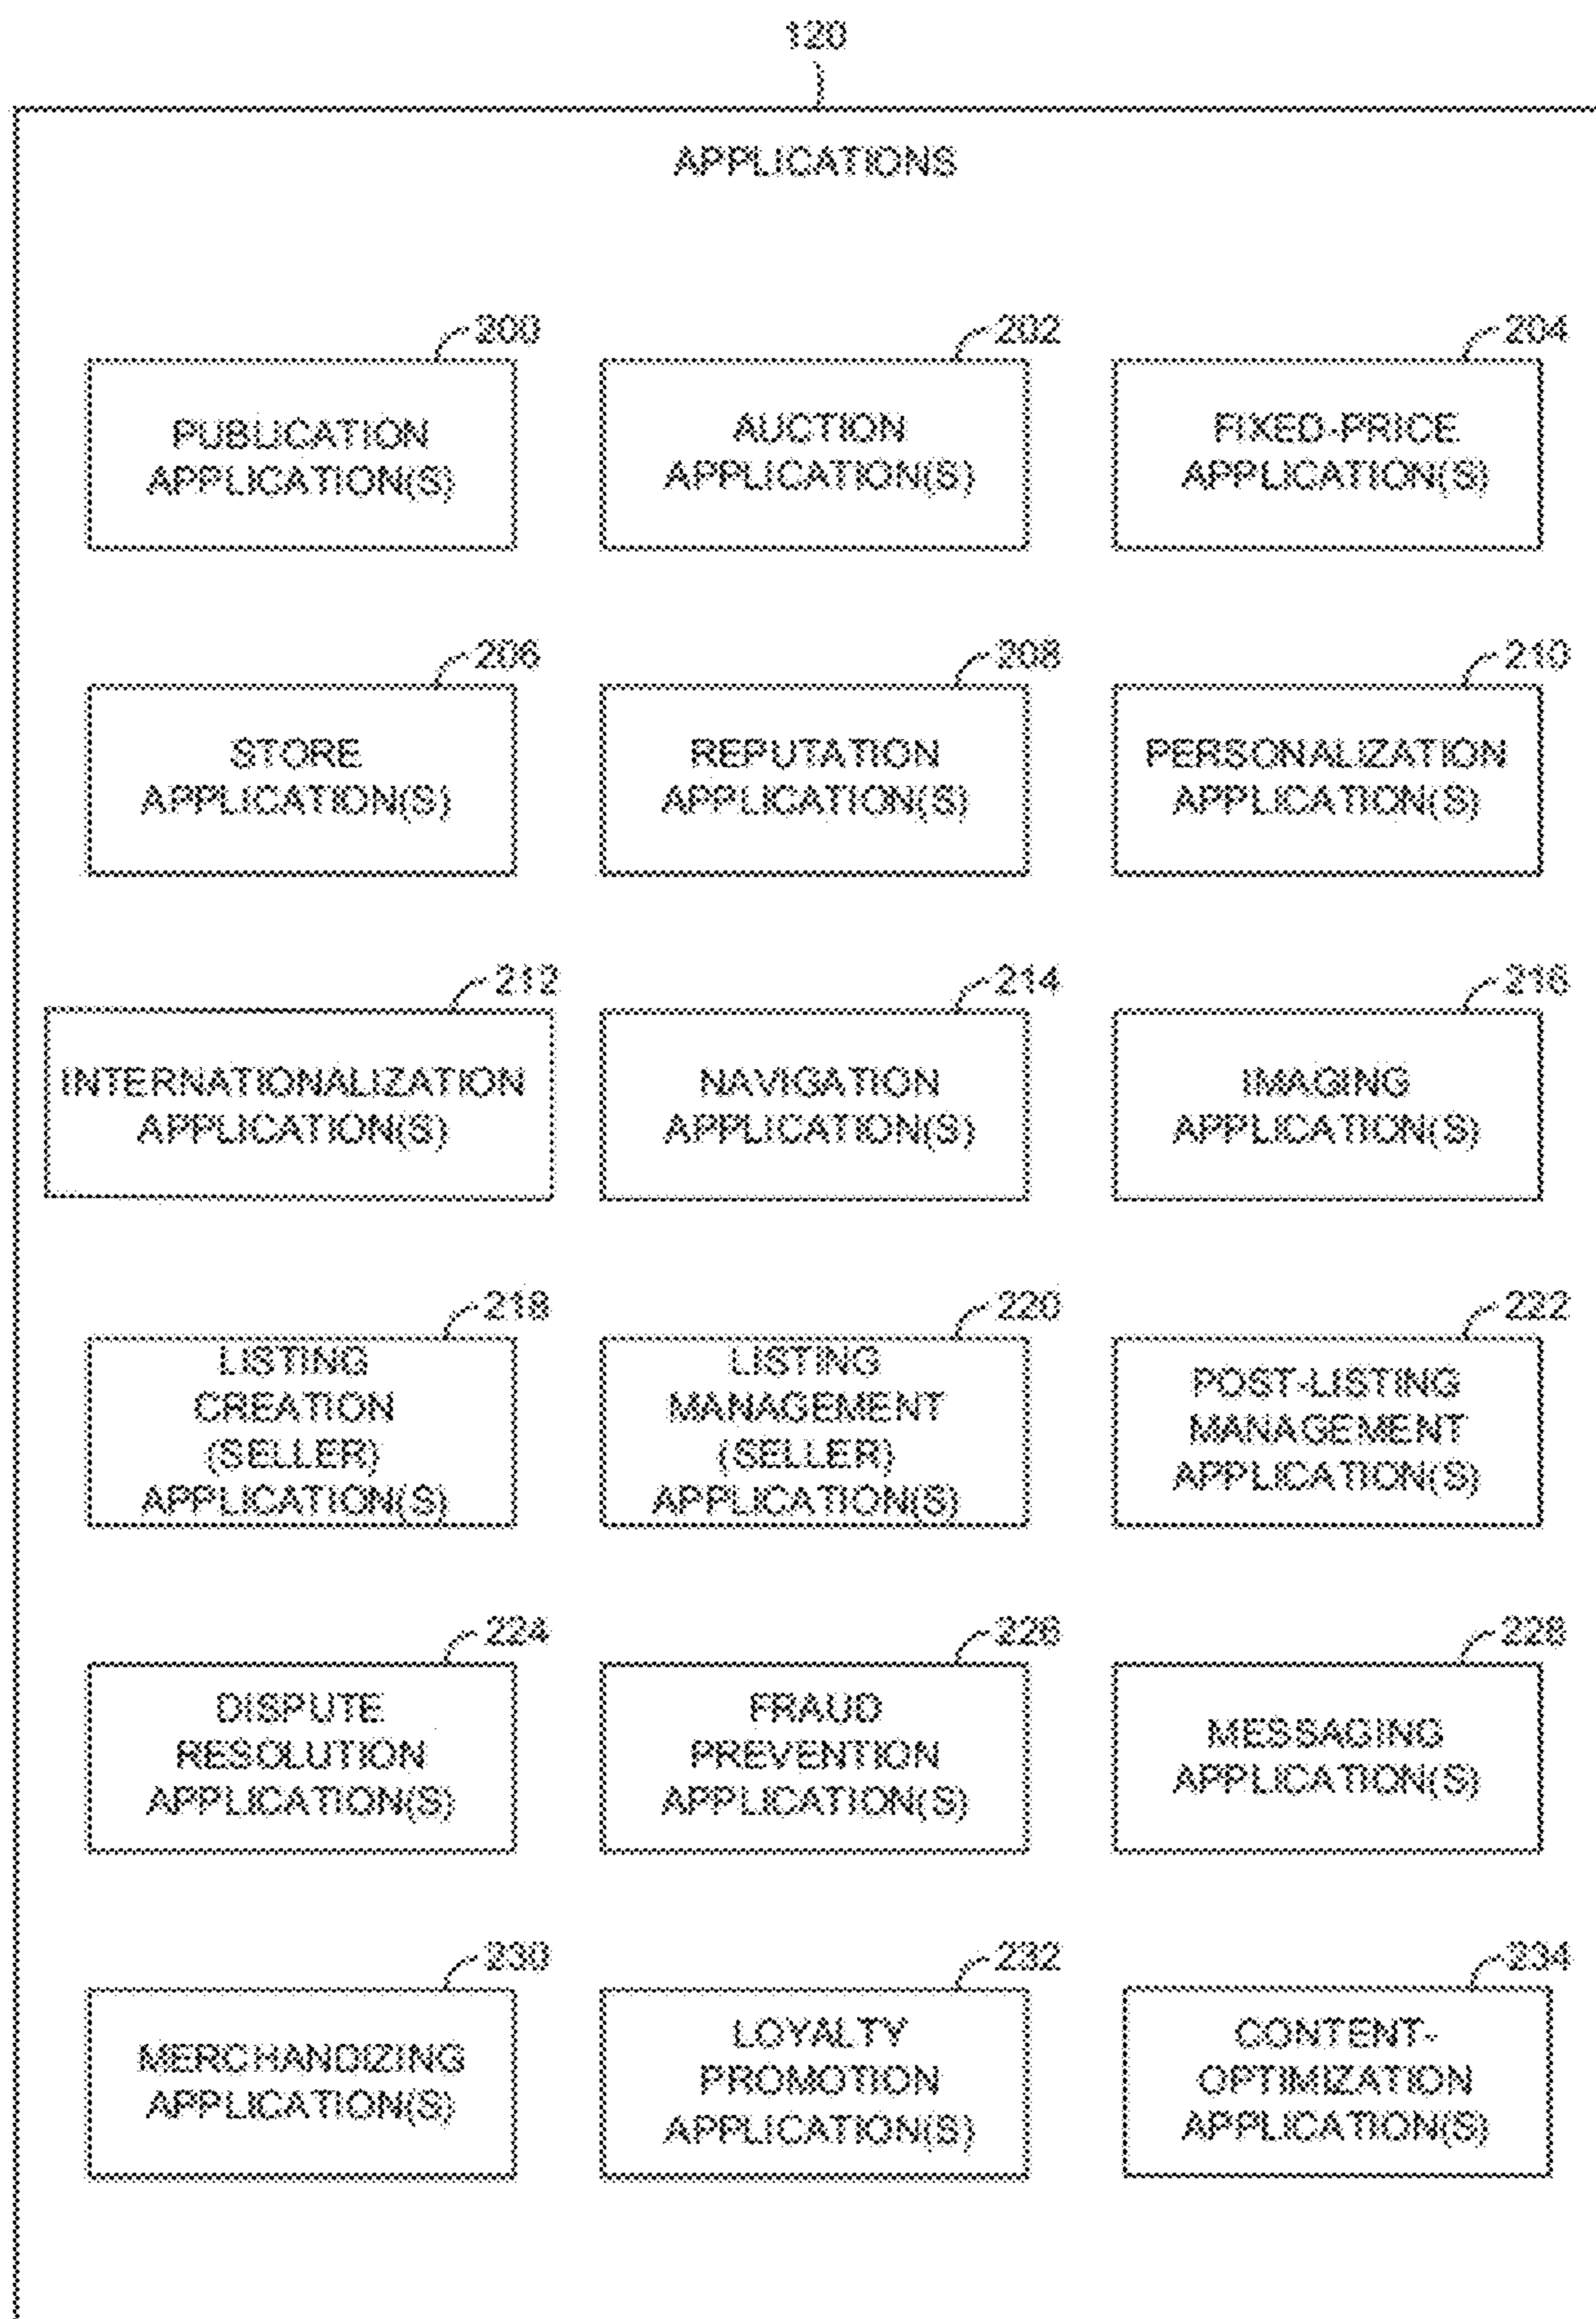 120
APPLICATIONS
200
PUBLICATION
APPLICATION(S)
202
AUCTION
APPLICATION(S)
204
FIXED-PRICE
APPLICATION(S)
206
STORE
APPLICATION(S)
208
REPUTATION
APPLICATION(S)
210
PERSONALIZATION
APPLICATION(S)
212
INTERNATIONALIZATION
APPLICATION(S)
214
NAVIGATION
APPLICATION(S)
216
IMAGING
APPLICATION(S)
218
LISTING
CREATION
(SELLER)
APPLICATION(S)
220
LISTING
MANAGEMENT
(SELLER)
APPLICATION(S)
222
POST-LISTING
MANAGEMENT
APPLICATION(S)
224
DISPUTE
RESOLUTION
APPLICATION(S)
226
FRAUD
PREVENTION
APPLICATION(S)
228
MESSAGING
APPLICATION(S)
230
MERCHANDIZING
APPLICATION(S)
232
LOYALTY
PROMOTION
APPLICATION(S)
234
CONTENT-
OPTIMIZATION
APPLICATION(S)